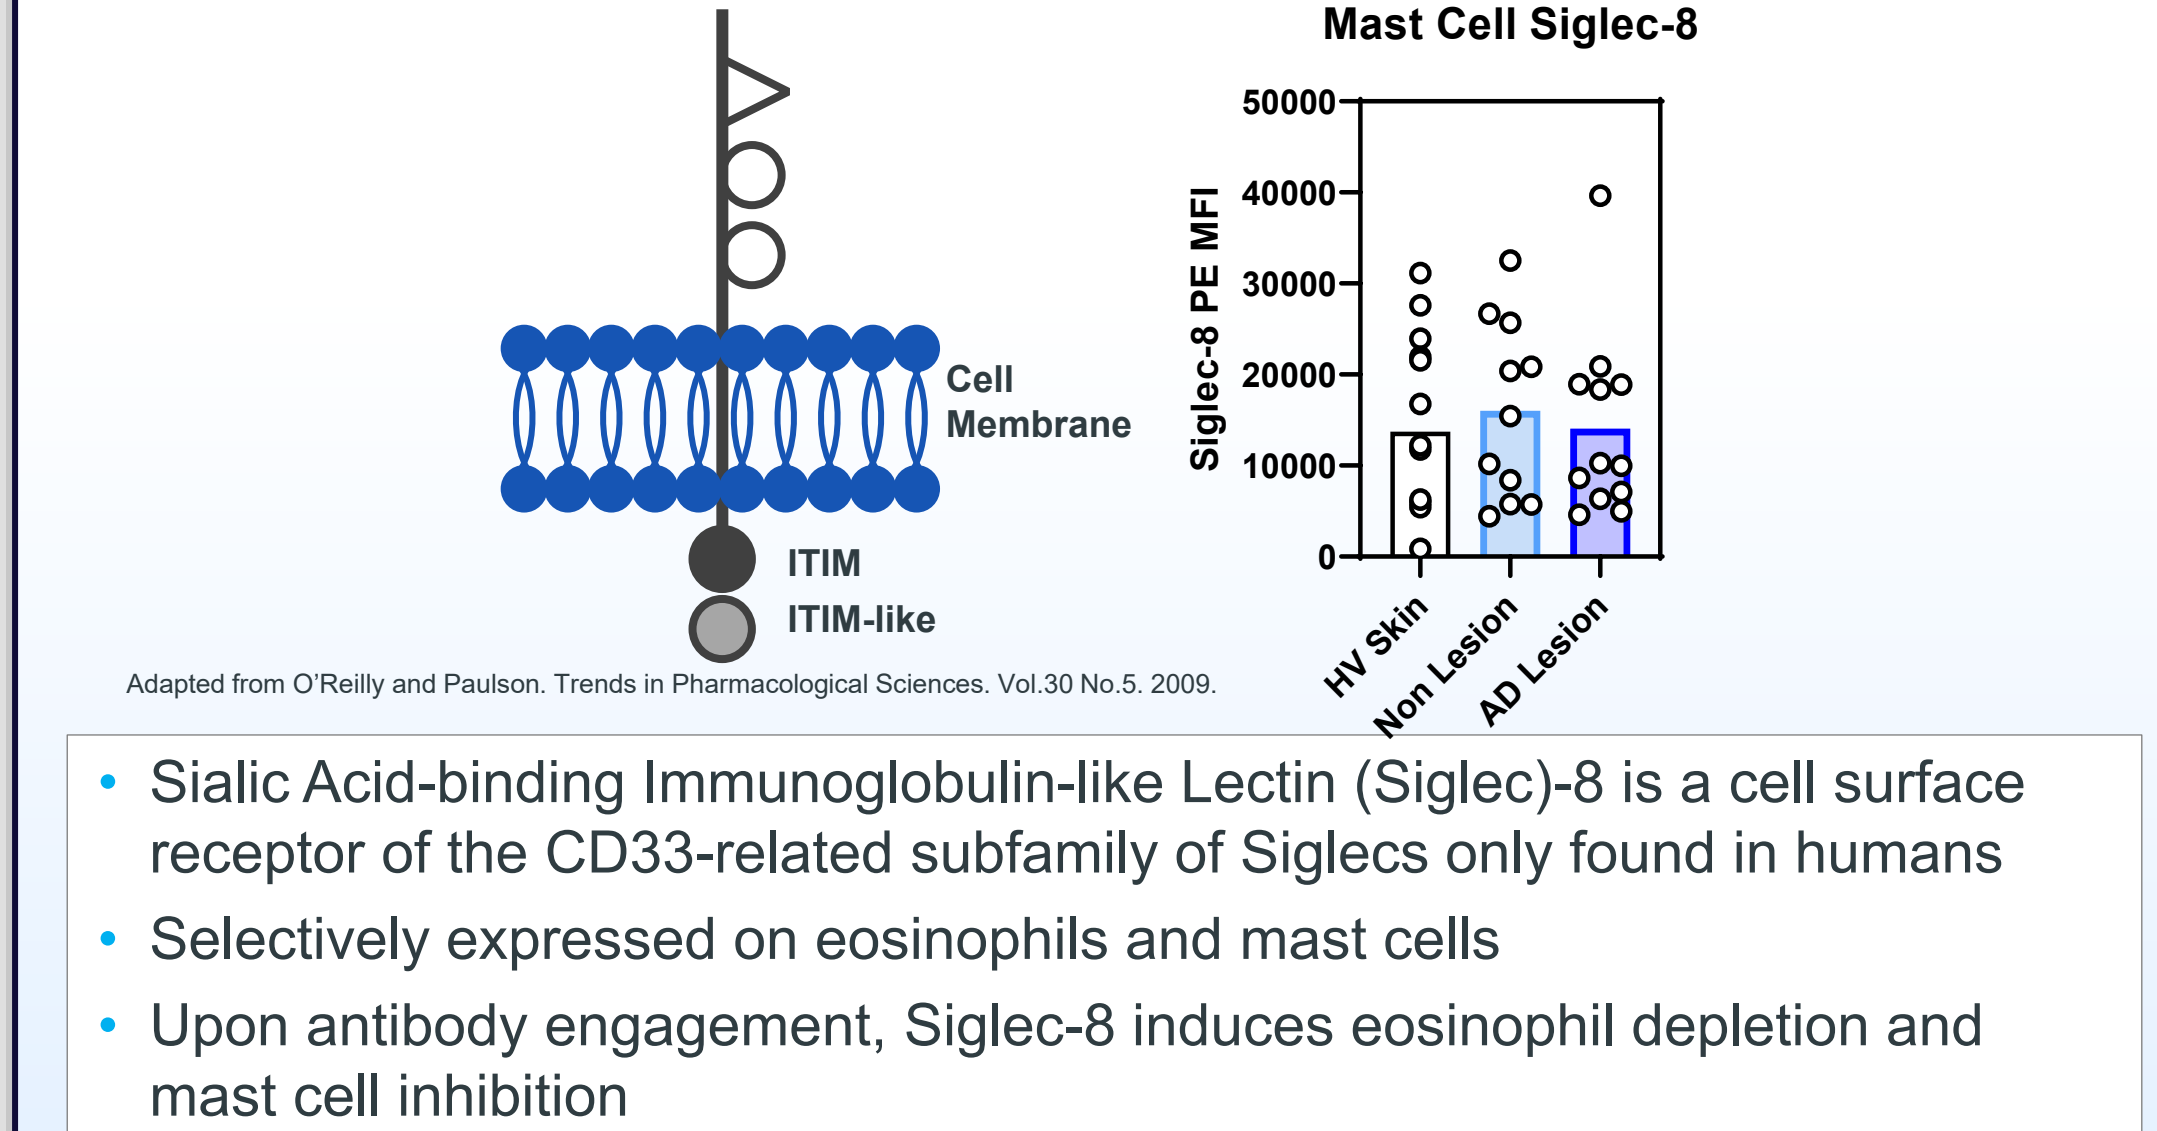 Mast Cell Siglec-8
Siglec-8 PE MFI
50000
40000
30000
20000
10000
0
HV Skin
Non Lesion
AD Lesion
Cell
Membrane
ITIM
ITIM-like
Adapted from O’Reilly and Paulson. Trends in Pharmacological Sciences. Vol.30 No.5. 2009.
• Sialic Acid-binding Immunoglobulin-like Lectin (Siglec)-8 is a cell surface
receptor of the CD33-related subfamily of Siglecs only found in humans
• Selectively expressed on eosinophils and mast cells
• Upon antibody engagement, Siglec-8 induces eosinophil depletion and
mast cell inhibition